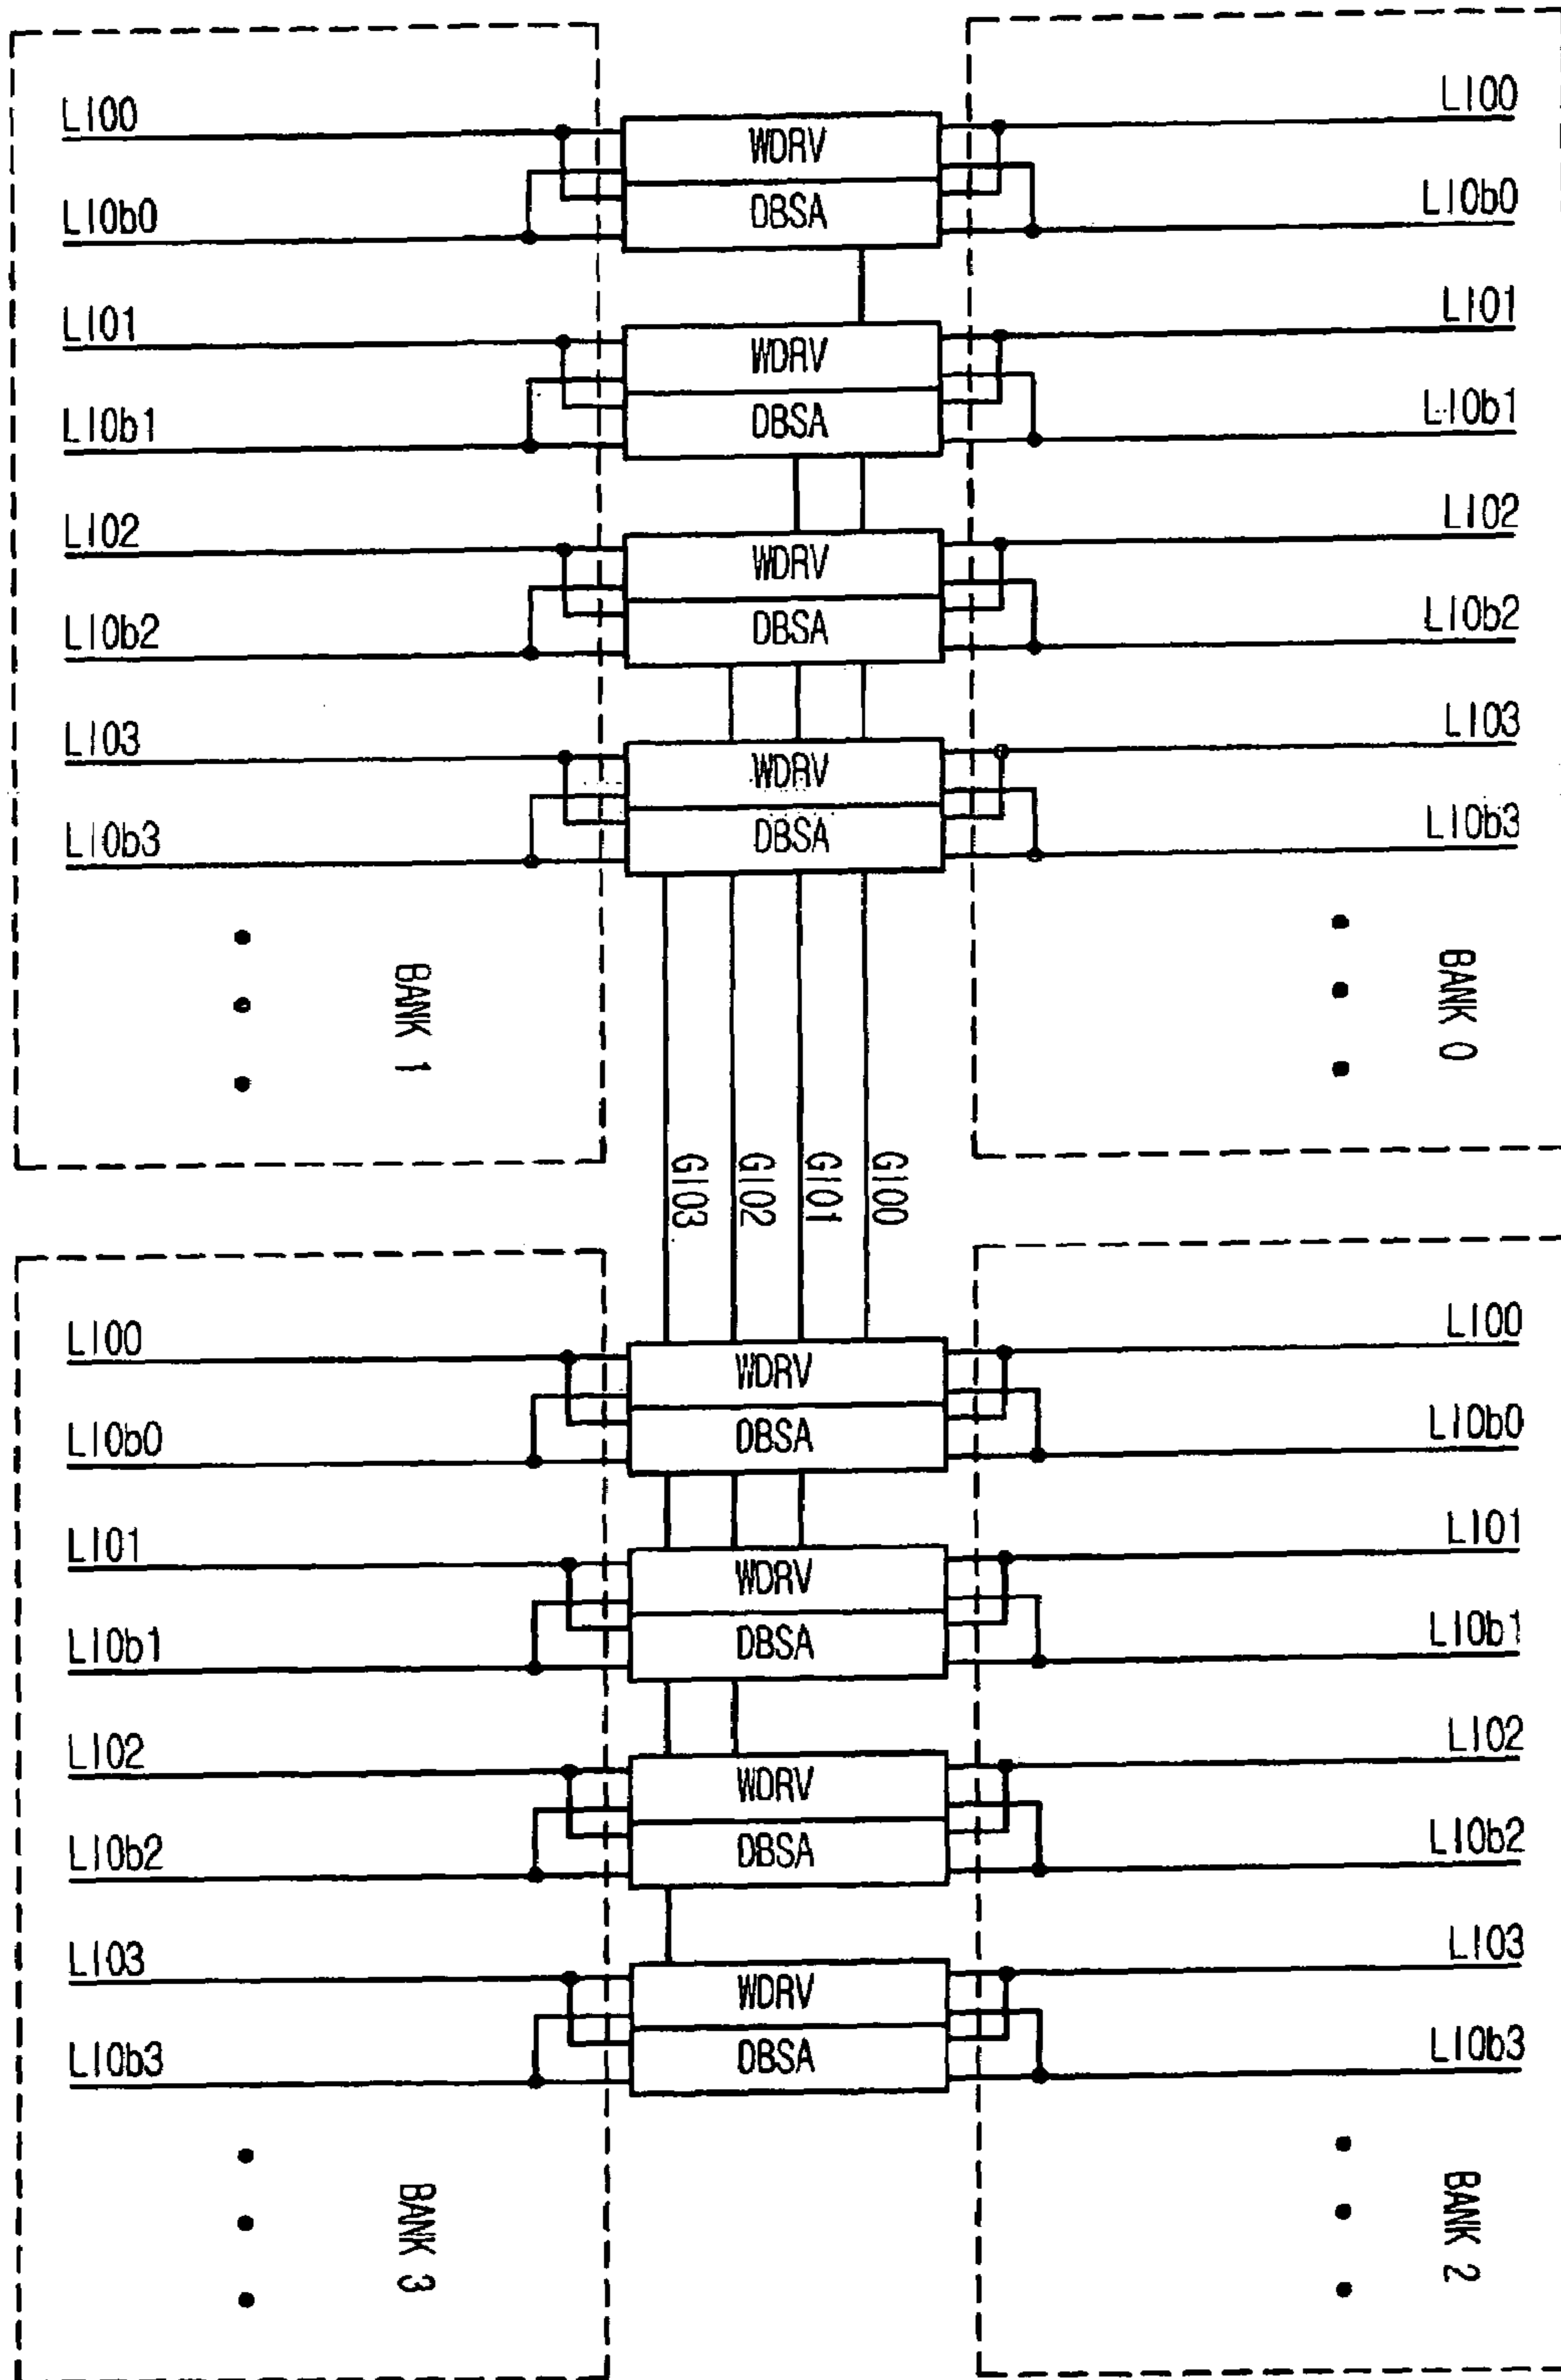 LIO0 WDRV LIO0
LIOb0 DBSA LIOb0
LIO1 WDRV LIO1
LIOb1 DBSA LIOb1
LIO2 WDRV LIO2
LIOb2 DBSA LIOb2
LIO3 WDRV LIO3
LIOb3 DBSA LIOb3
BANK 1
BANK 0
GIO3
GIO2
GIO1
GIO0
LIO0 WDRV LIO0
LIOb0 DBSA LIOb0
LIO1 WDRV LIO1
LIOb1 DBSA LIOb1
LIO2 WDRV LIO2
LIOb2 DBSA LIOb2
LIO3 WDRV LIO3
LIOb3 DBSA LIOb3
BANK 3
BANK 2